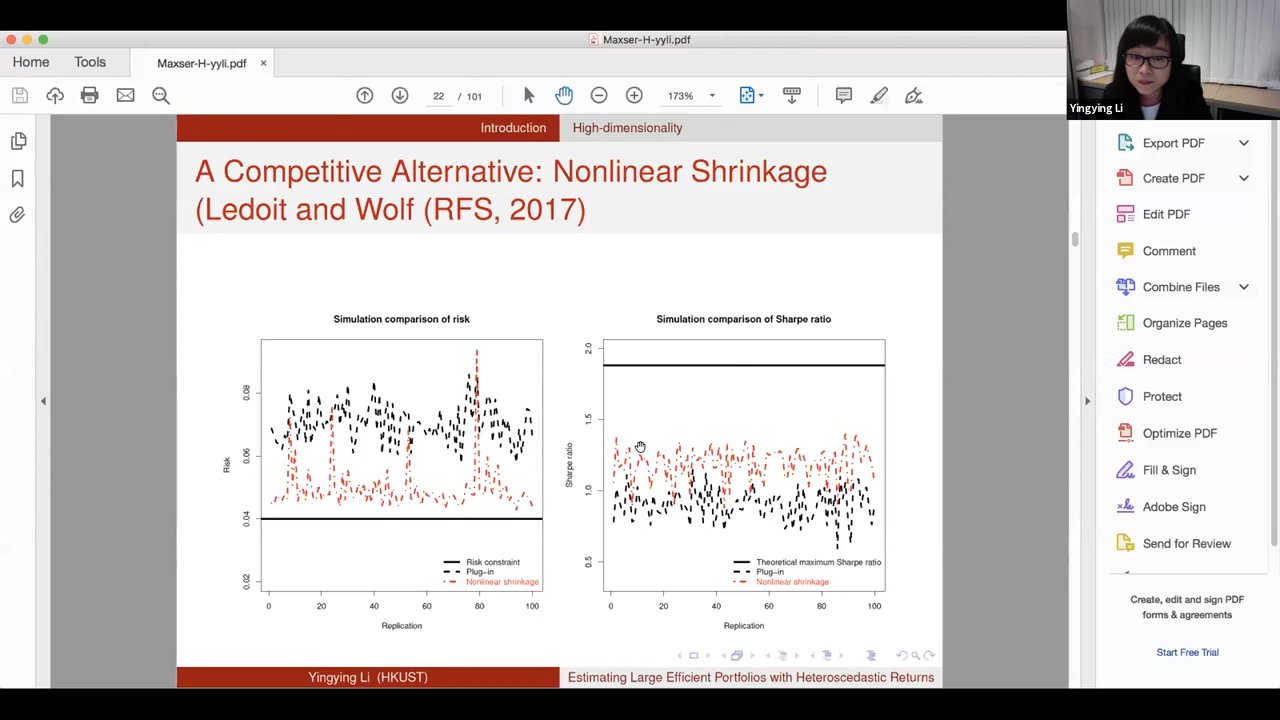 Maxser-H-yyli.pdf
Home
Tools
Maxser-H-yyli.pdf
×
22 / 101
173%
Yingying Li
Introduction
High-dimensionality
A Competitive Alternative: Nonlinear Shrinkage
(Ledoit and Wolf (RFS, 2017)
Simulation comparison of risk
Risk
0.08
0.06
0.04
0.02
Risk constraint
Plug-in
Nonlinear shrinkage
0 20 40 60 80 100
Replication
Simulation comparison of Sharpe ratio
Sharpe ratio
2.0
1.5
1.0
0.5
Theoretical maximum Sharpe ratio
Plug-in
Nonlinear shrinkage
0 20 40 60 80 100
Replication
Yingying Li (HKUST)
Estimating Large Efficient Portfolios with Heteroscedastic Returns
Export PDF
Create PDF
Edit PDF
Comment
Combine Files
Organize Pages
Redact
Protect
Optimize PDF
Fill & Sign
Adobe Sign
Send for Review
Create, edit and sign PDF
forms & agreements
Start Free Trial